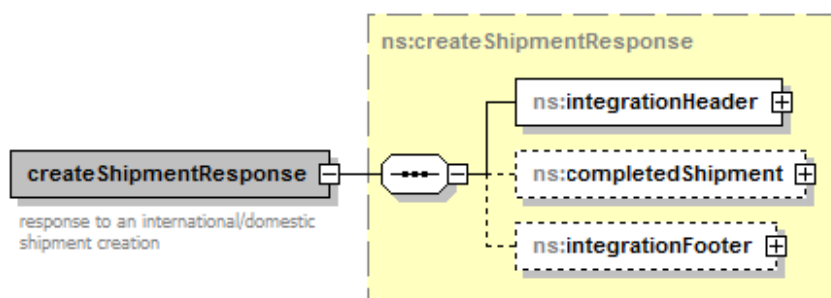 ns:createShipmentResponse
ns:integrationHeader
createShipmentResponse
ns:completedShipment
response to an international/domestic
shipment creation
ns:integrationFooter